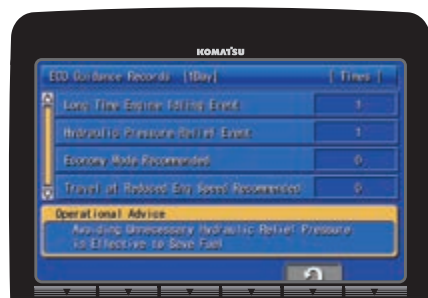 KOMATSU
ECO Guidance Records [1Day] [ Times ]
Long Time Engine Idling Event 1
Hydraulic Pressure Relief Event 1
Economy Mode Recommended 0
Travel at Reduced Eng Speed Recommended 0
Operational Advice
Avoiding Unnecessary Hydraulic Relief Pressure
is Effective to Save Fuel